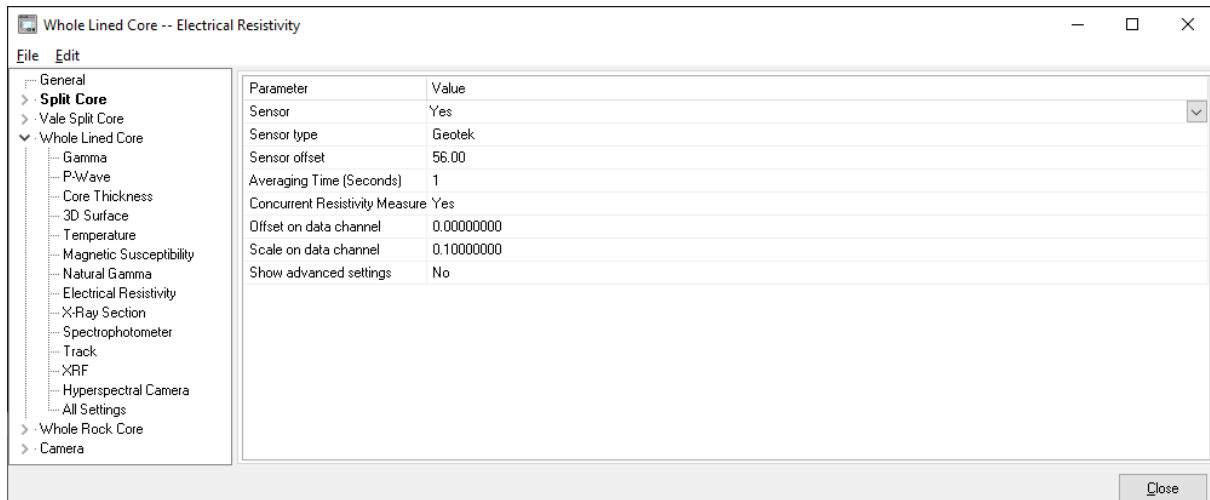 Whole Lined Core -- Electrical Resistivity
File Edit
General
Split Core
Vale Split Core
Whole Lined Core
Gamma
P-Wave
Core Thickness
3D Surface
Temperature
Magnetic Susceptibility
Natural Gamma
Electrical Resistivity
X-Ray Section
Spectrophotometer
Track
XRF
Hyperspectral Camera
All Settings
Whole Rock Core
Camera
Parameter Value
Sensor Yes
Sensor type Geotek
Sensor offset 56.00
Averaging Time (Seconds) 1
Concurrent Resistivity Measure Yes
Offset on data channel 0.00000000
Scale on data channel 0.10000000
Show advanced settings No
Close